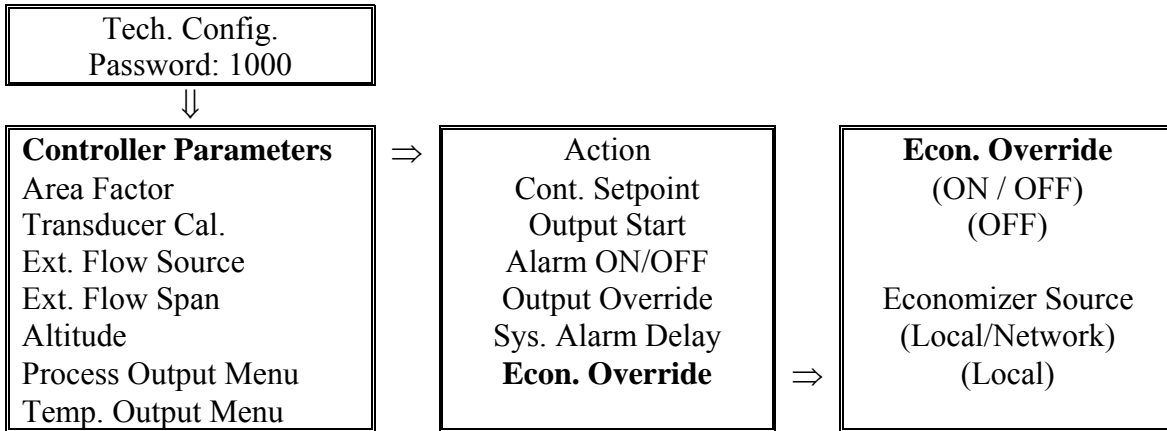 Tech. Config.
Password: 1000
⇓
Controller Parameters
Area Factor
Transducer Cal.
Ext. Flow Source
Ext. Flow Span
Altitude
Process Output Menu
Temp. Output Menu
⇒
Action
Cont. Setpoint
Output Start
Alarm ON/OFF
Output Override
Sys. Alarm Delay
Econ. Override
⇒
Econ. Override
(ON / OFF)
(OFF)
Economizer Source
(Local/Network)
(Local)